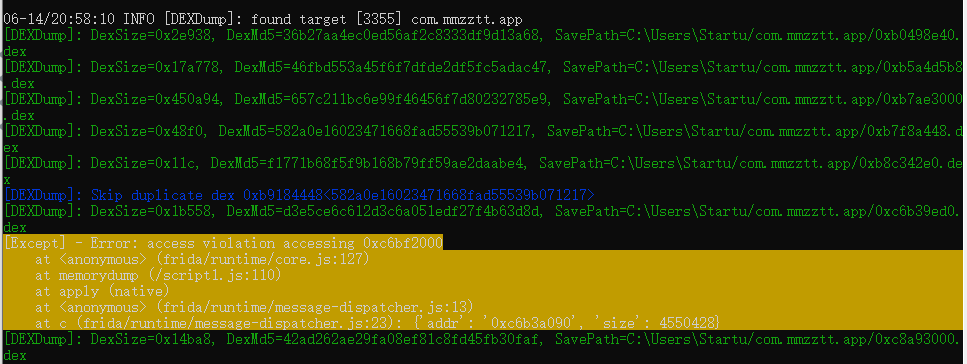 06-14/20:58:10 INFO [DEXDump]: found target [3355] com.mmzztt.app
[DEXDump]: DexSize=0x2e938, DexMd5=36b27aa4ec0ed56af2c8333df9d13a68, SavePath=C:\Users\Startu/com.mmzztt.app/0xb0498e40.
dex
[DEXDump]: DexSize=0x17a778, DexMd5=46fbd553a45f6f7dfde2df5fc5adac47, SavePath=C:\Users\Startu/com.mmzztt.app/0xb5a4d5b8
.dex
[DEXDump]: DexSize=0x450a94, DexMd5=657c211bc6e99f46456f7d80232785e9, SavePath=C:\Users\Startu/com.mmzztt.app/0xb7ae3000
.dex
[DEXDump]: DexSize=0x48f0, DexMd5=582a0e16023471668fad55539b071217, SavePath=C:\Users\Startu/com.mmzztt.app/0xb7f8a448.d
ex
[DEXDump]: DexSize=0x11c, DexMd5=f1771b68f5f9b168b79ff59ae2daabe4, SavePath=C:\Users\Startu/com.mmzztt.app/0xb8c342e0.de
x
[DEXDump]: Skip duplicate dex 0xb9184448<582a0e16023471668fad55539b071217>
[DEXDump]: DexSize=0x1b558, DexMd5=d3e5ce6c612d3c6a051edf27f4b63d8d, SavePath=C:\Users\Startu/com.mmzztt.app/0xc6b39ed0.
dex
[Except] - Error: access violation accessing 0xc6bf2000
at <anonymous> (frida/runtime/core.js:127)
at memorydump (/script1.js:110)
at apply (native)
at <anonymous> (frida/runtime/message-dispatcher.js:13)
at c (frida/runtime/message-dispatcher.js:23): {'addr': '0xc6b3a090', 'size': 4550428}
[DEXDump]: DexSize=0x14ba8, DexMd5=42ad262ae29fa08ef81c8fd45fb30faf, SavePath=C:\Users\Startu/com.mmzztt.app/0xc8a93000.
dex